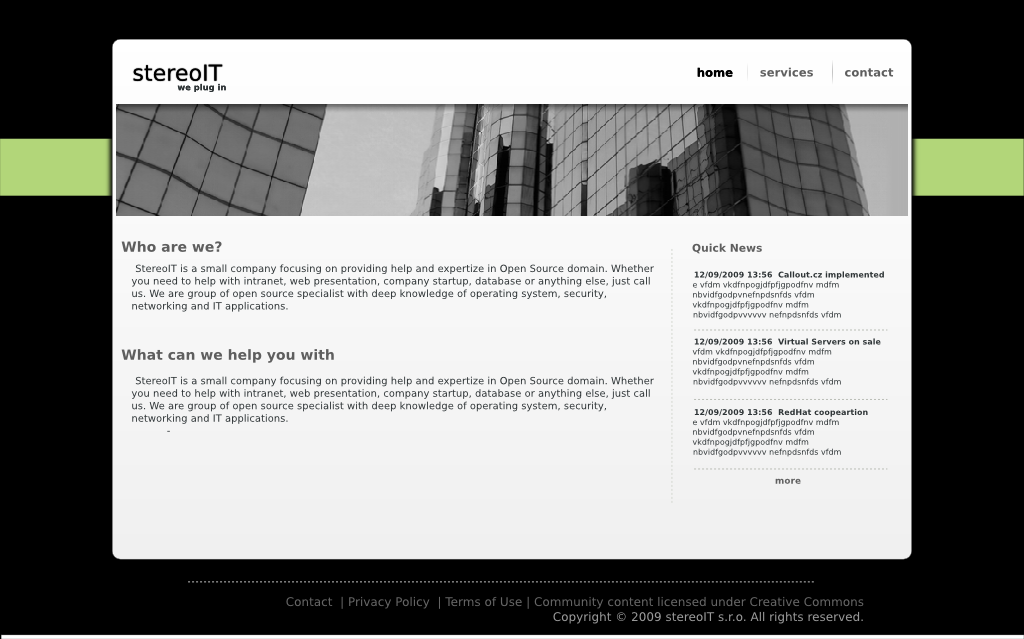 stereoIT
we plug in
home services contact
Who are we?
StereoIT is a small company focusing on providing help and expertize in Open Source domain. Whether
you need to help with intranet, web presentation, company startup, database or anything else, just call
us. We are group of open source specialist with deep knowledge of operating system, security,
networking and IT applications.
What can we help you with
StereoIT is a small company focusing on providing help and expertize in Open Source domain. Whether
you need to help with intranet, web presentation, company startup, database or anything else, just call
us. We are group of open source specialist with deep knowledge of operating system, security,
networking and IT applications.
-
Quick News
12/09/2009 13:56 Callout.cz implemented
e vfdm vkdfnpogjdfpfjgpodfnv mdfm
nbvidfgodpvnefnpdsnfds vfdm
vkdfnpogjdfpfjgpodfnv mdfm
nbvidfgodpvvvvvv nefnpdsnfds vfdm
12/09/2009 13:56 Virtual Servers on sale
vfdm vkdfnpogjdfpfjgpodfnv mdfm
nbvidfgodpvnefnpdsnfds vfdm
vkdfnpogjdfpfjgpodfnv mdfm
nbvidfgodpvvvvvv nefnpdsnfds vfdm
12/09/2009 13:56 RedHat coopeartion
e vfdm vkdfnpogjdfpfjgpodfnv mdfm
nbvidfgodpvnefnpdsnfds vfdm
vkdfnpogjdfpfjgpodfnv mdfm
nbvidfgodpvvvvvv nefnpdsnfds vfdm
more
Contact | Privacy Policy | Terms of Use | Community content licensed under Creative Commons
Copyright © 2009 stereoIT s.r.o. All rights reserved.